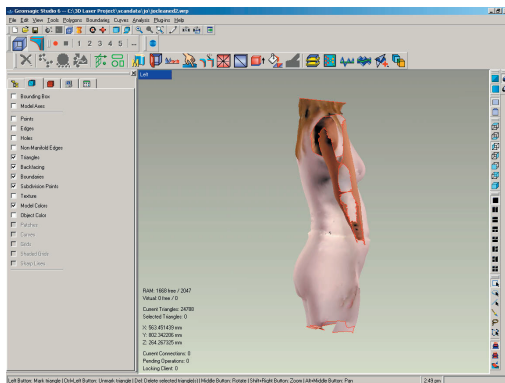 Geomagic Studio 6 -- C:\3D Laser Project\scandata\jo\jocleaned2.wrp
File Edit View Tools Polygons Boundaries Curves Analysis Plugins Help
1 2 3 4 5
Left
Bounding Box
Model Axes
Points
Edges
Holes
Non-Manifold Edges
Triangles
Backfacing
Boundaries
Subdivision Points
Texture
Model Colors
Object Color
Patches
Curves
Grids
Shaded Grids
Sharp Lines
RAM: 1668 free / 2047
Virtual: 0 free / 0
Current Triangles: 24780
Selected Triangles: 0
X: 563.451439 mm
Y: 802.342206 mm
Z: 264.267325 mm
Current Connections: 0
Pending Operations: 0
Locking Client: 0
Left Button: Mark triangle | Ctrl+Left Button: Unmark triangle | Del: Delete selected triangle(s) | Middle Button: Rotate | Shift+Right Button: Zoom | Alt+Middle Button: Pan
2:49 pm